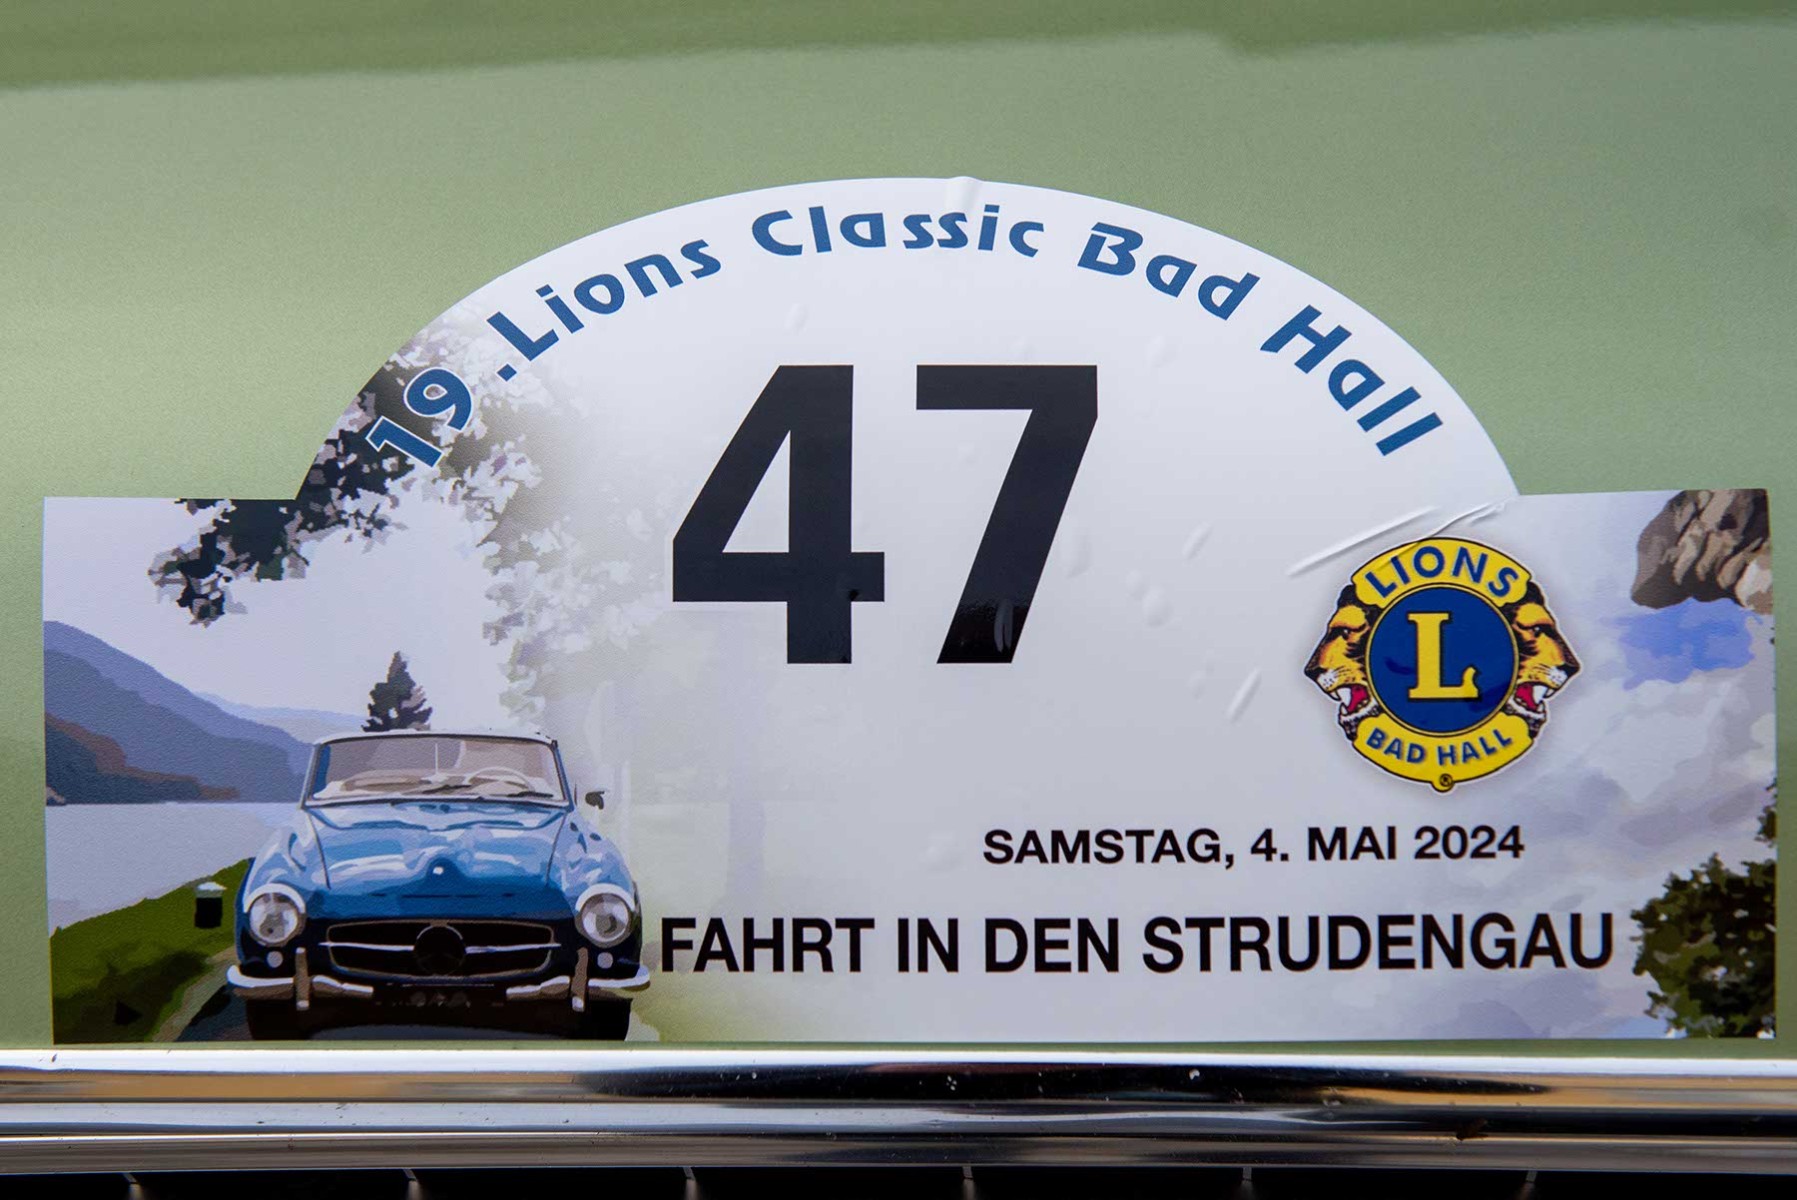 19. Lions Classic Bad Hall
47
LIONS
L
BAD HALL
®
SAMSTAG, 4. MAI 2024
FAHRT IN DEN STRUDENGAU